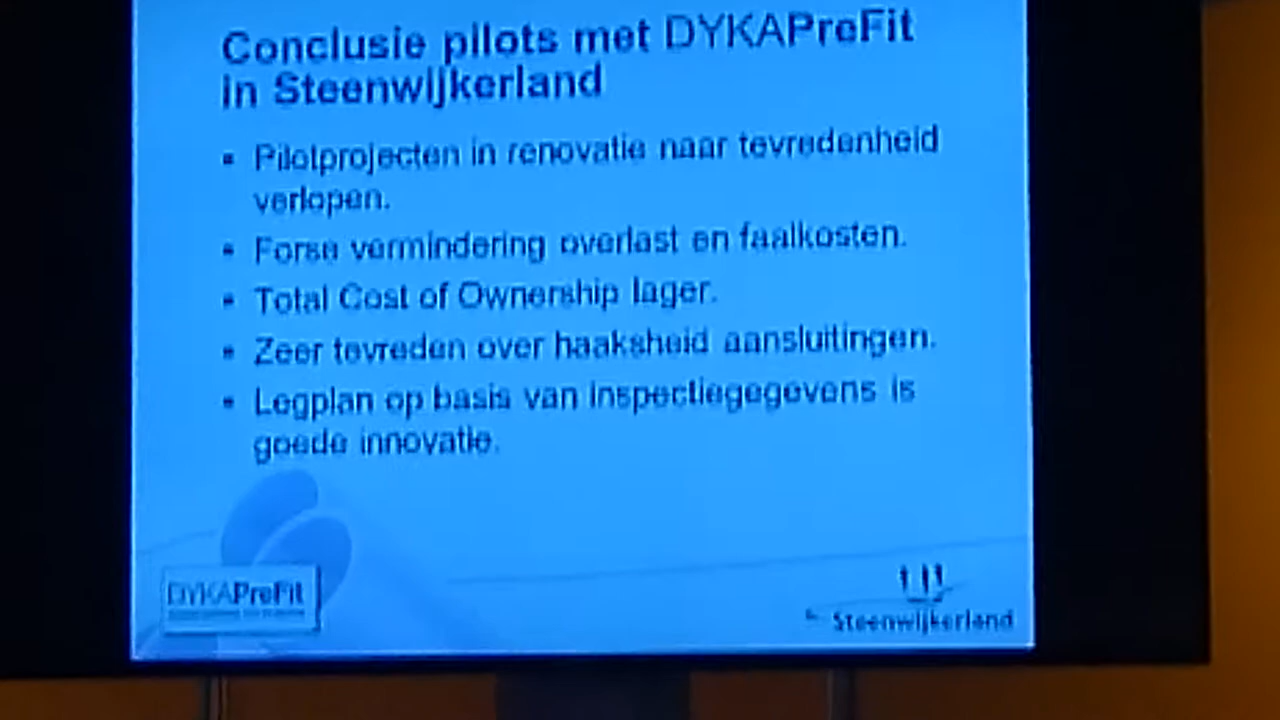 Conclusie pilots met DYKAPreFit
in Steenwijkerland
▪ Pilotprojecten in renovatie naar tevredenheid
verlopen.
▪ Forse vermindering overlast en faalkosten.
▪ Total Cost of Ownership lager.
▪ Zeer tevreden over haaksheid aansluitingen.
▪ Legplan op basis van inspectiegegevens is
goede innovatie.
DYKAPreFit
Steenwijkerland